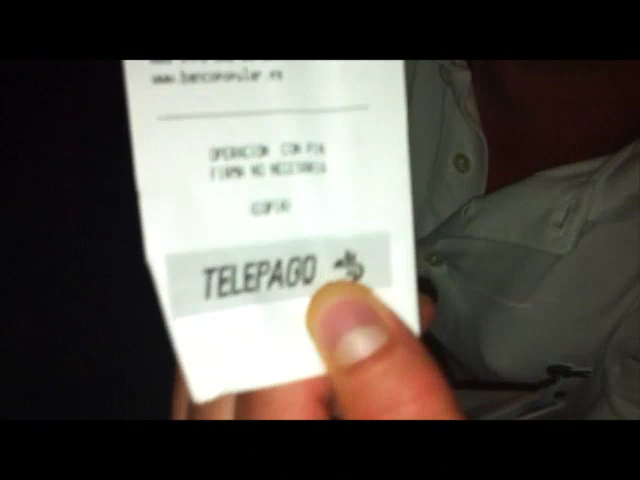 www.bancopopular.es
OPERACION CON PIN
FIRMA NO NECESARIA
(COPIA)
TELEPAGO